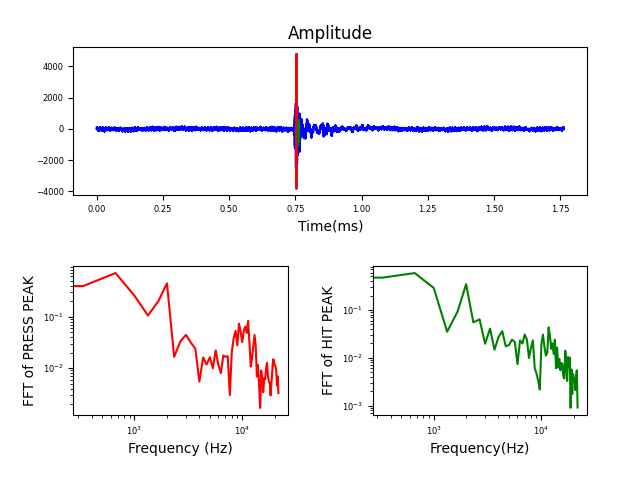 Amplitude
4000
2000
0
−2000
−4000
0.00 0.25 0.50 0.75 1.00 1.25 1.50 1.75
Time(ms)
FFT of PRESS PEAK
10⁻¹
10⁻²
10³ 10⁴
Frequency (Hz)
FFT of HIT PEAK
10⁻¹
10⁻²
10⁻³
10³ 10⁴
Frequency(Hz)